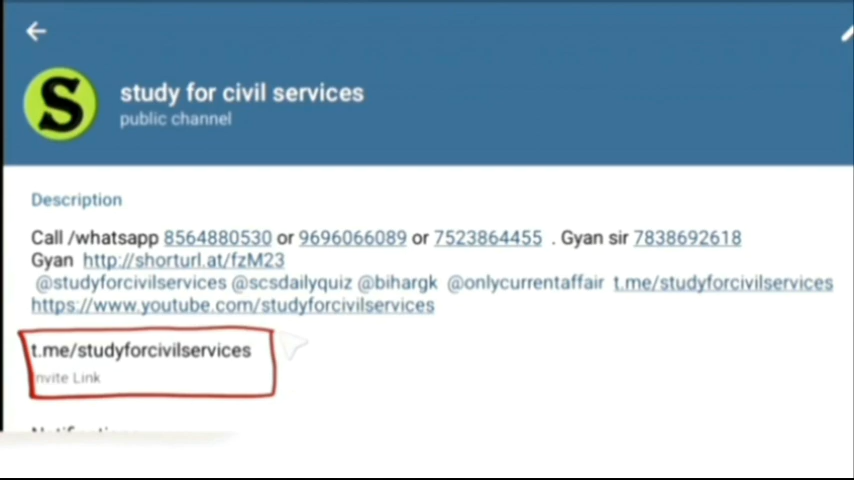 S
study for civil services
public channel
Description
Call /whatsapp 8564880530 or 9696066089 or 7523864455 . Gyan sir 7838692618
Gyan http://shorturl.at/fzM23
@studyforcivilservices @scsdailyquiz @bihargk @onlycurrentaffair t.me/studyforcivilservices
https://www.youtube.com/studyforcivilservices
t.me/studyforcivilservices
Invite Link